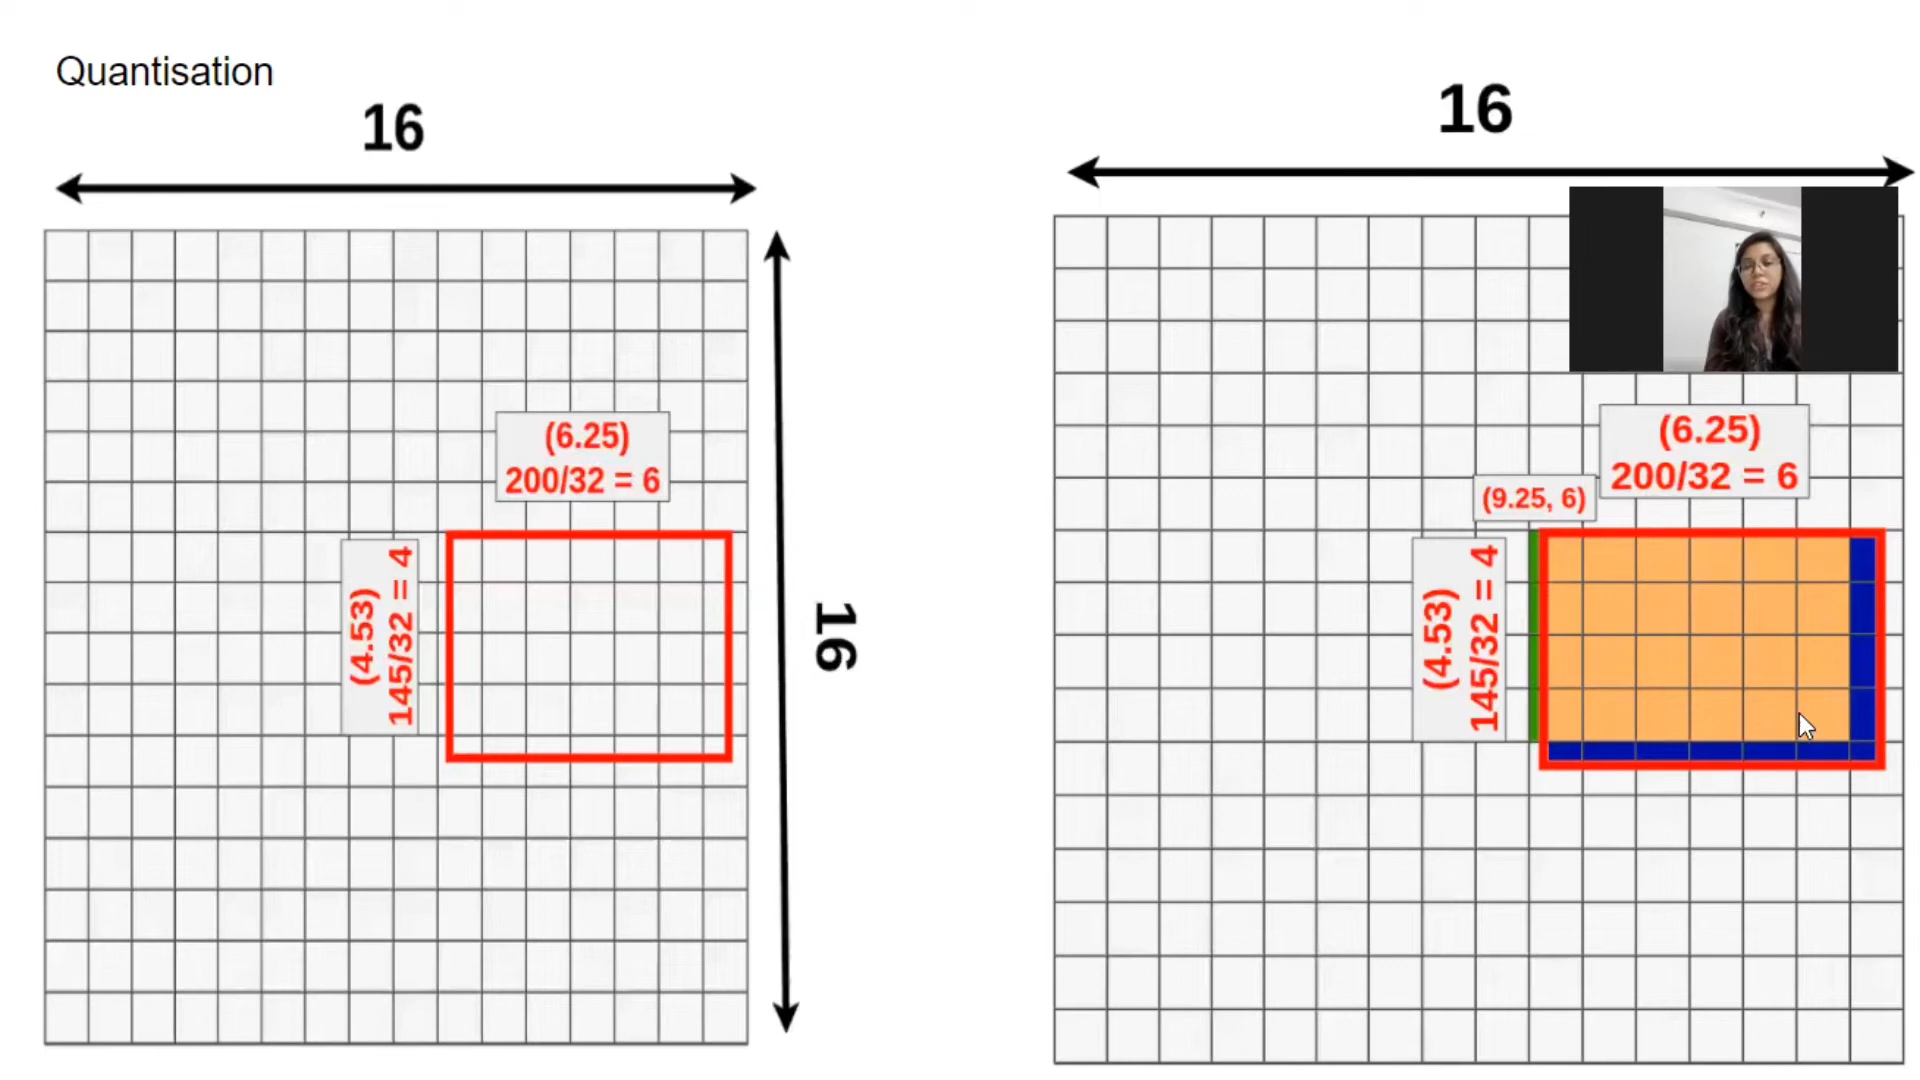 Quantisation
16
16
(6.25)
200/32 = 6
(4.53)
145/32 = 4
16
(6.25)
200/32 = 6
(9.25, 6)
(4.53)
145/32 = 4